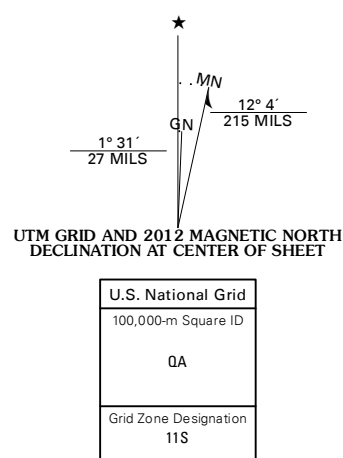 ★
MN
GN
12° 4´
215 MILS
1° 31´
27 MILS
UTM GRID AND 2012 MAGNETIC NORTH
DECLINATION AT CENTER OF SHEET
U.S. National Grid
100,000-m Square ID
QA
Grid Zone Designation
11S